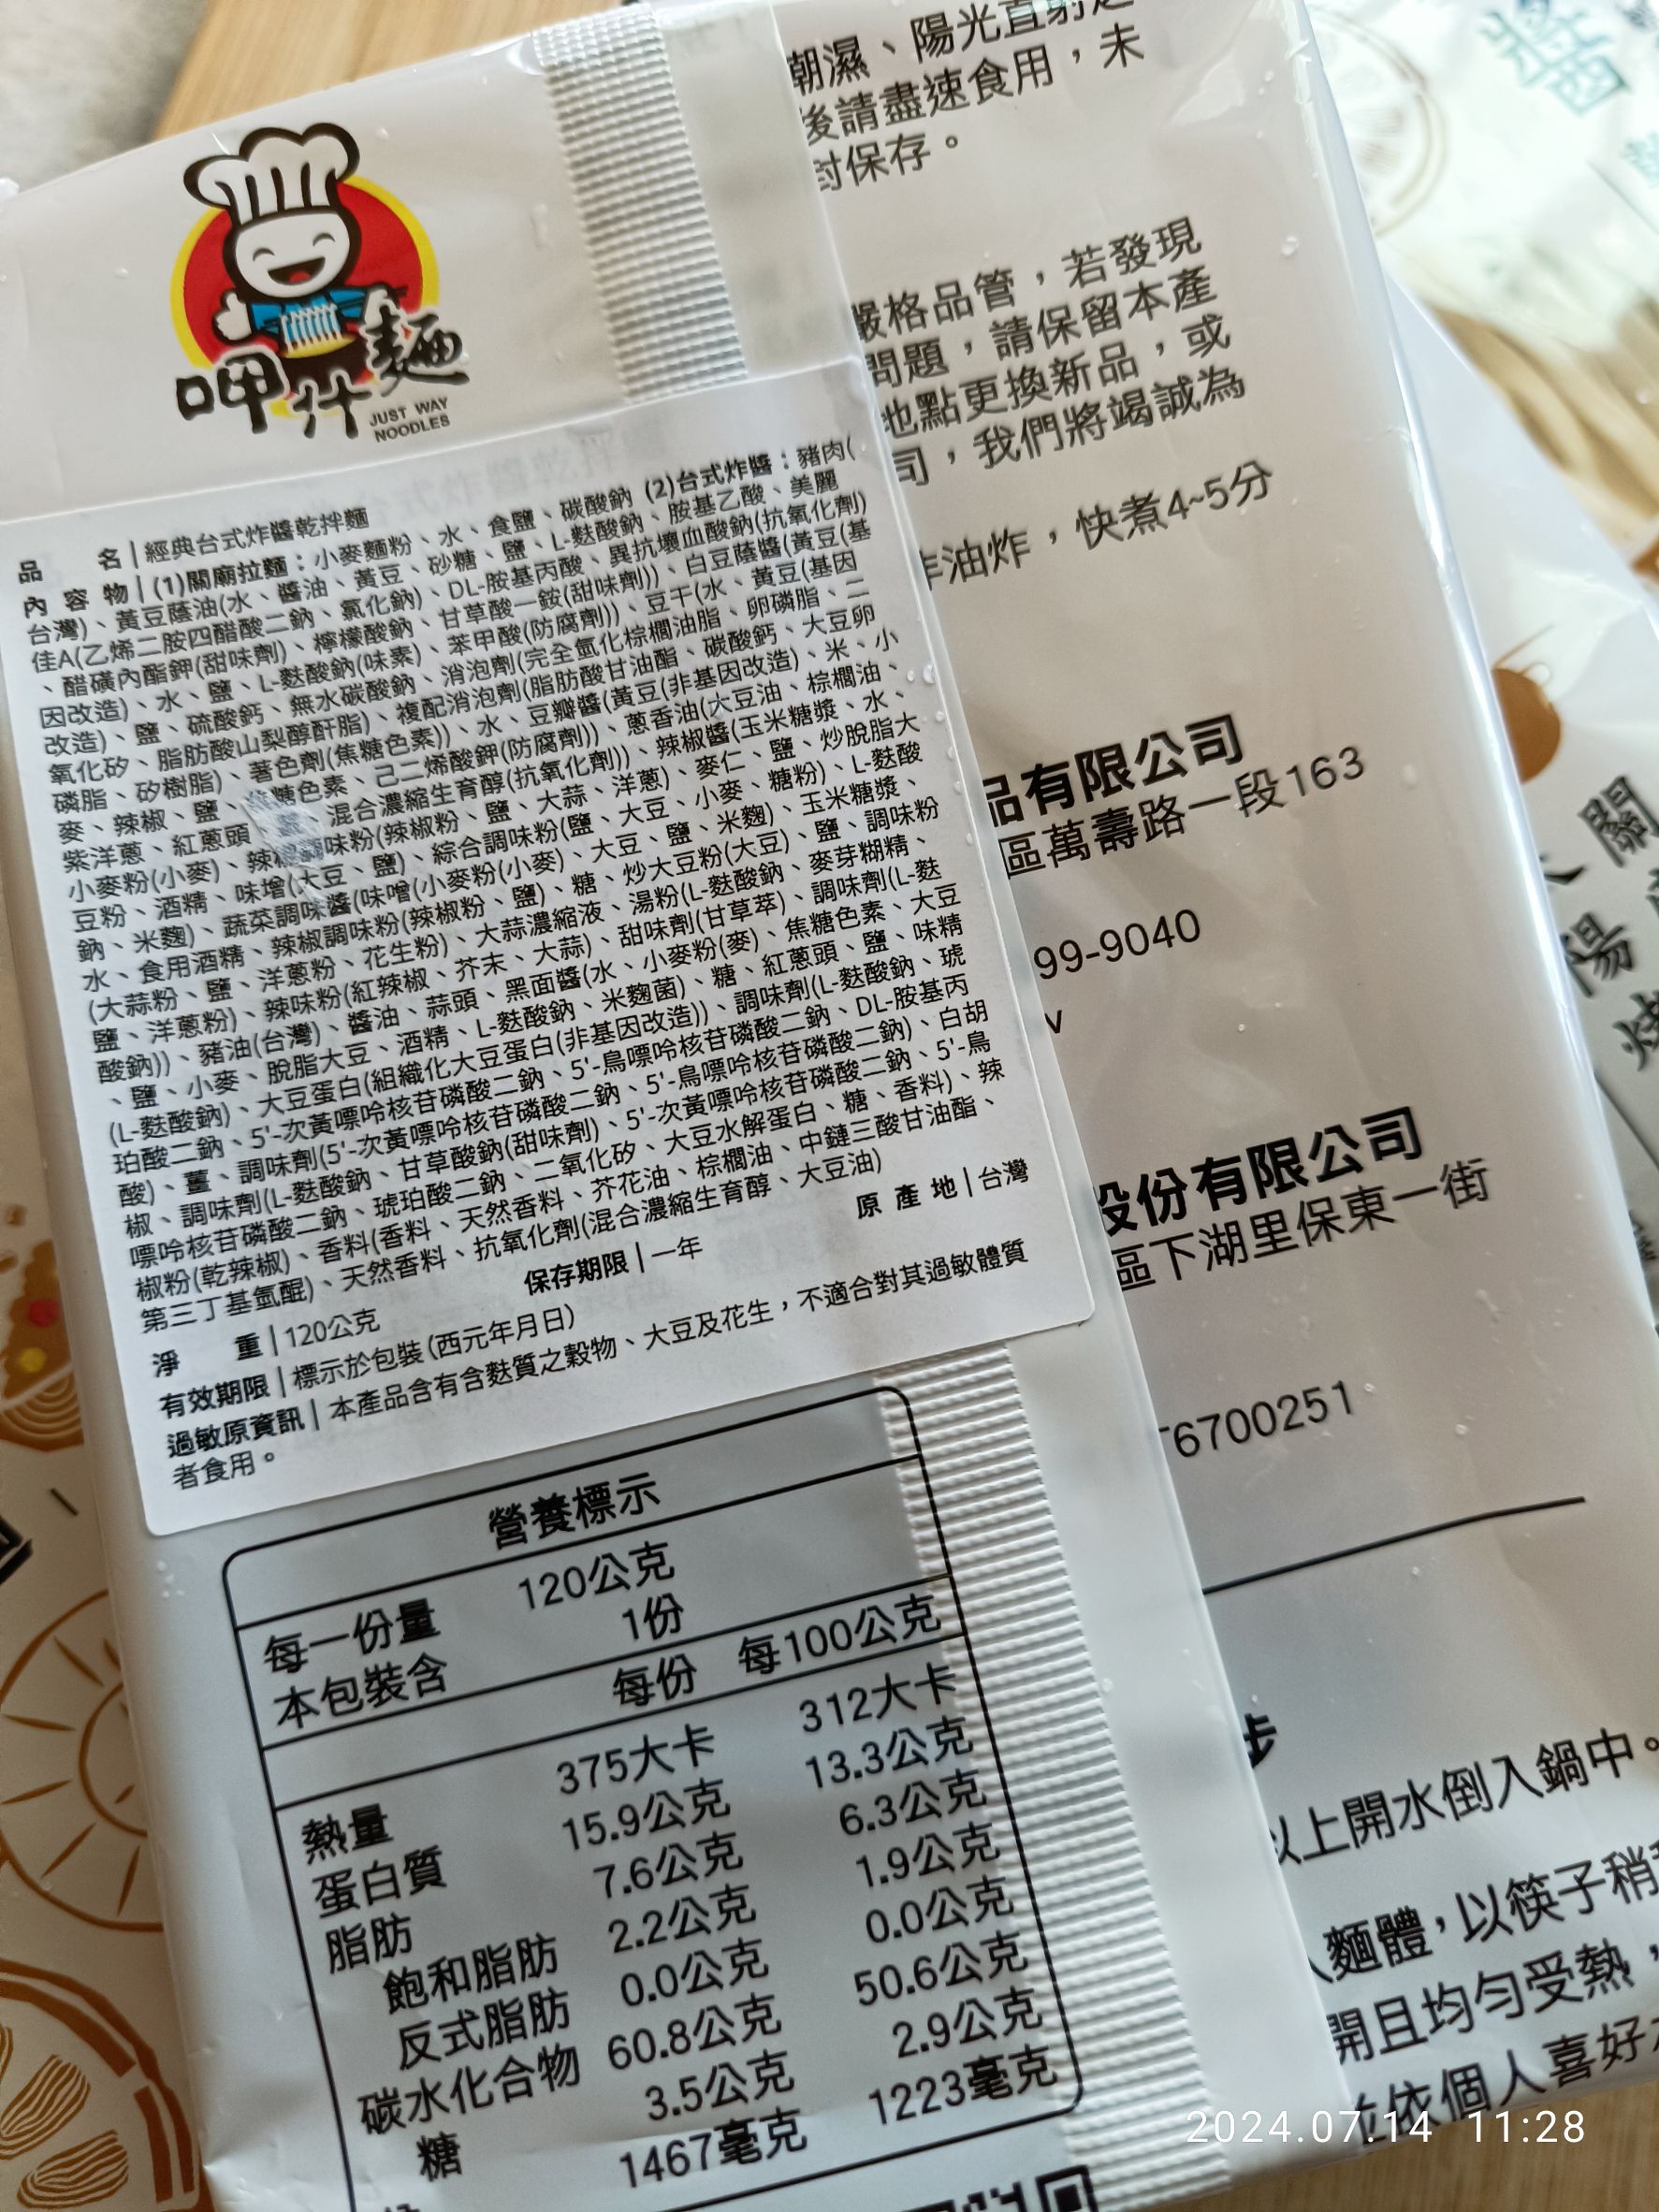 呷什麵
JUST WAY
NOODLES
品名|經典台式炸醬乾拌麵
內容物|(1)關廟拉麵：小麥麵粉、水、食鹽、碳酸鈉 (2)台式炸醬：豬肉(
台灣)、黃豆蔭油(水、醬油、黃豆、砂糖、鹽、L-麩酸鈉、胺基乙酸、美麗
佳A(乙烯二胺四醋酸二鈉、氯化鈉)、DL-胺基丙酸、異抗壞血酸鈉(抗氧化劑)
、醋磺內酯鉀(甜味劑)、檸檬酸鈉、甘草酸一銨(甜味劑))、白豆蔭醬(黃豆(基
因改造)、水、鹽、L-麩酸鈉(味素)、苯甲酸(防腐劑))、豆干(水、黃豆(基因
改造)、鹽、硫酸鈣、無水碳酸鈉、消泡劑(完全氫化棕櫚油脂、卵磷脂、二
氧化矽、脂肪酸山梨醇酐脂)、複配消泡劑(脂肪酸甘油酯、碳酸鈣、大豆卵
磷脂、矽樹脂)、著色劑(焦糖色素))、水、豆瓣醬(黃豆(非基因改造)、米、小
麥、辣椒、鹽、焦糖色素、己二烯酸鉀(防腐劑))、蔥香油(大豆油、棕櫚油、
紫洋蔥、紅蔥頭、混合濃縮生育醇(抗氧化劑))、辣椒醬(玉米糖漿、水、
小麥粉(小麥)、辣椒調味粉(辣椒粉、鹽、大蒜、洋蔥)、麥仁、鹽、炒脫脂大
豆粉、酒精、味增(大豆、鹽)、綜合調味粉(鹽、大豆、小麥、糖粉)、L-麩酸
鈉、米麴)、蔬菜調味醬(味噌(小麥粉(小麥)、大豆、鹽、米麴)、玉米糖漿、
水、食用酒精、辣椒調味粉(辣椒粉、鹽)、糖、炒大豆粉(大豆)、鹽、調味粉
(大蒜粉、鹽、洋蔥粉、花生粉)、大蒜濃縮液、湯粉(L-麩酸鈉、麥芽糊精、
鹽、洋蔥粉)、辣味粉(紅辣椒、芥末、大蒜)、甜味劑(甘草萃)、調味劑(L-麩
酸鈉))、豬油(台灣)、醬油、蒜頭、黑面醬(水、小麥粉(麥)、焦糖色素、大豆
、鹽、小麥、脫脂大豆、酒精、L-麩酸鈉、米麴菌)、糖、紅蔥頭、鹽、味精
(L-麩酸鈉)、大豆蛋白(組織化大豆蛋白(非基因改造))、調味劑(L-麩酸鈉、琥
珀酸二鈉、5'-次黃嘌呤核苷磷酸二鈉、5'-鳥嘌呤核苷磷酸二鈉、DL-胺基丙
酸)、薑、調味劑(5'-次黃嘌呤核苷磷酸二鈉、5'-鳥嘌呤核苷磷酸二鈉)、白胡
椒、調味劑(L-麩酸鈉、甘草酸鈉(甜味劑)、5'-次黃嘌呤核苷磷酸二鈉、5'-鳥
嘌呤核苷磷酸二鈉、琥珀酸二鈉、二氧化矽、大豆水解蛋白、糖、香料)、辣
椒粉(乾辣椒)、香料(香料、天然香料、芥花油、棕櫚油、中鏈三酸甘油酯、
第三丁基氫醌)、天然香料、抗氧化劑(混合濃縮生育醇、大豆油)
淨重|120公克 保存期限|一年 原產地|台灣
有效期限|標示於包裝(西元年月日)
過敏原資訊|本產品含有含麩質之穀物、大豆及花生，不適合對其過敏體質
者食用。
營養標示
每一份量 120公克
本包裝含 1份
每份 每100公克
熱量 375大卡 312大卡
蛋白質 15.9公克 13.3公克
脂肪 7.6公克 6.3公克
飽和脂肪 2.2公克 1.9公克
反式脂肪 0.0公克 0.0公克
碳水化合物 60.8公克 50.6公克
糖 3.5公克 2.9公克
1467毫克 1223毫克
潮濕、陽光直射之
後請盡速食用，未
封保存。
嚴格品管，若發現
問題，請保留本產
地點更換新品，或
司，我們將竭誠為
非油炸，快煮4~5分
品有限公司
區萬壽路一段163
99-9040
股份有限公司
區下湖里保東一街
6700251
步
以上開水倒入鍋中。
入麵體，以筷子稍
開且均勻受熱，
並依個人喜好
醬
關
陽
2024.07.14 11:28